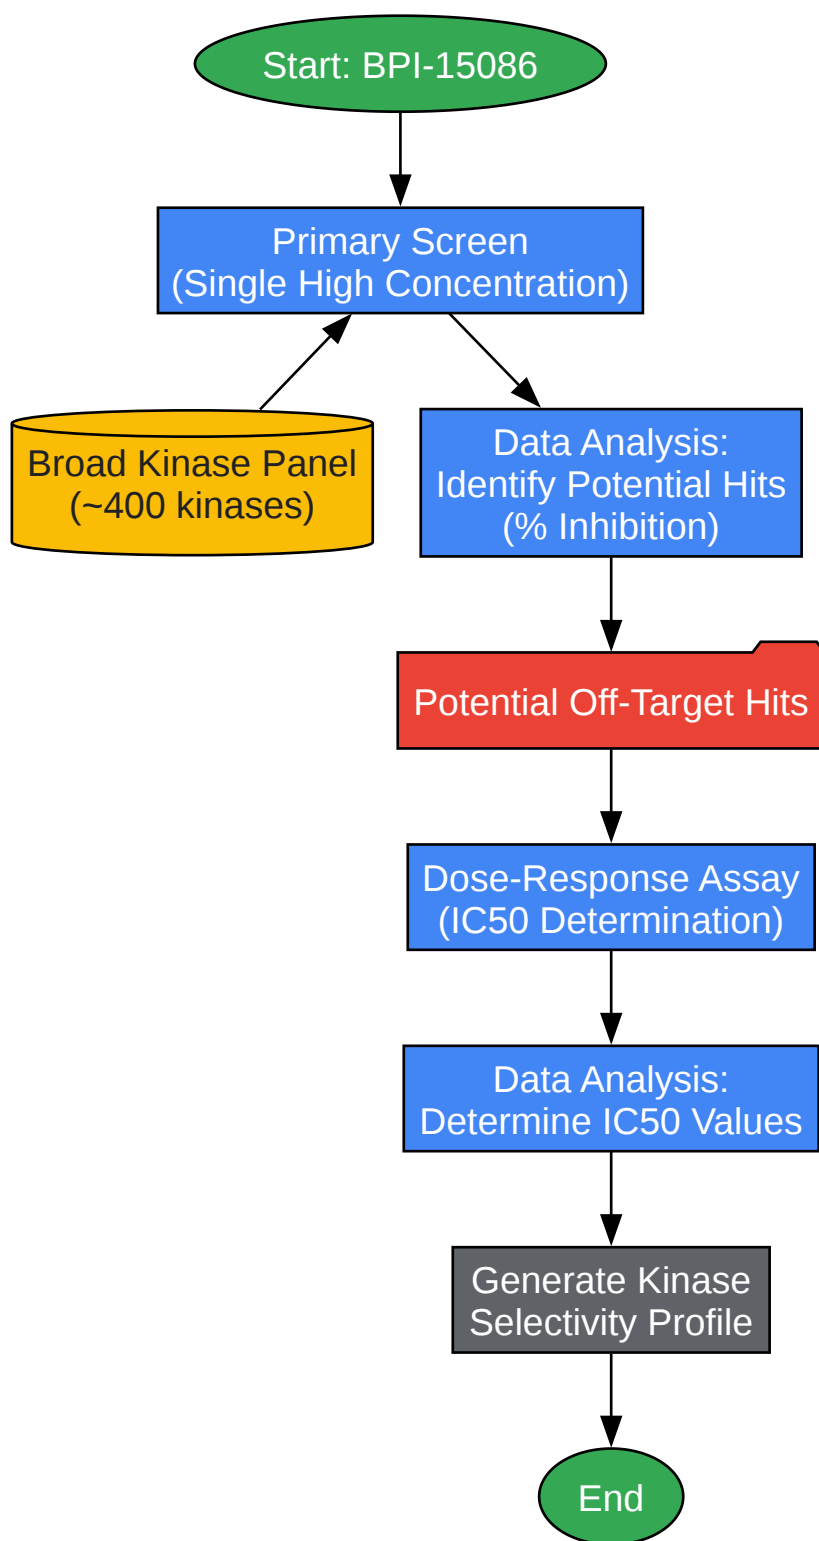 Start: BPI-15086
Primary Screen
(Single High Concentration)
Broad Kinase Panel
(~400 kinases)
Data Analysis:
Identify Potential Hits
(% Inhibition)
Potential Off-Target Hits
Dose-Response Assay
(IC50 Determination)
Data Analysis:
Determine IC50 Values
Generate Kinase
Selectivity Profile
End